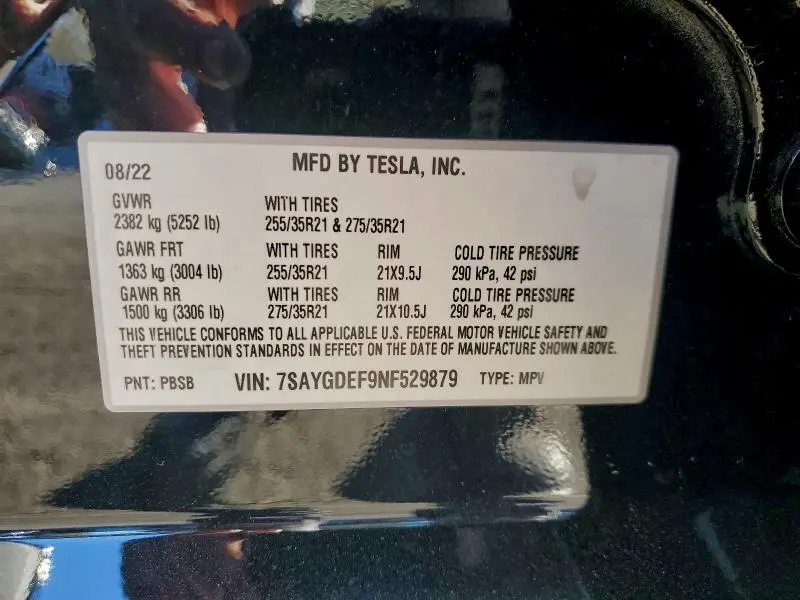 08/22 MFD BY TESLA, INC.
GVWR WITH TIRES
2382 kg (5252 lb) 255/35R21 & 275/35R21
GAWR FRT WITH TIRES RIM COLD TIRE PRESSURE
1363 kg (3004 lb) 255/35R21 21X9.5J 290 kPa, 42 psi
GAWR RR WITH TIRES RIM COLD TIRE PRESSURE
1500 kg (3306 lb) 275/35R21 21X10.5J 290 kPa, 42 psi
THIS VEHICLE CONFORMS TO ALL APPLICABLE U.S. FEDERAL MOTOR VEHICLE SAFETY AND
THEFT PREVENTION STANDARDS IN EFFECT ON THE DATE OF MANUFACTURE SHOWN ABOVE.
PNT: PBSB VIN: 7SAYGDEF9NF529879 TYPE: MPV